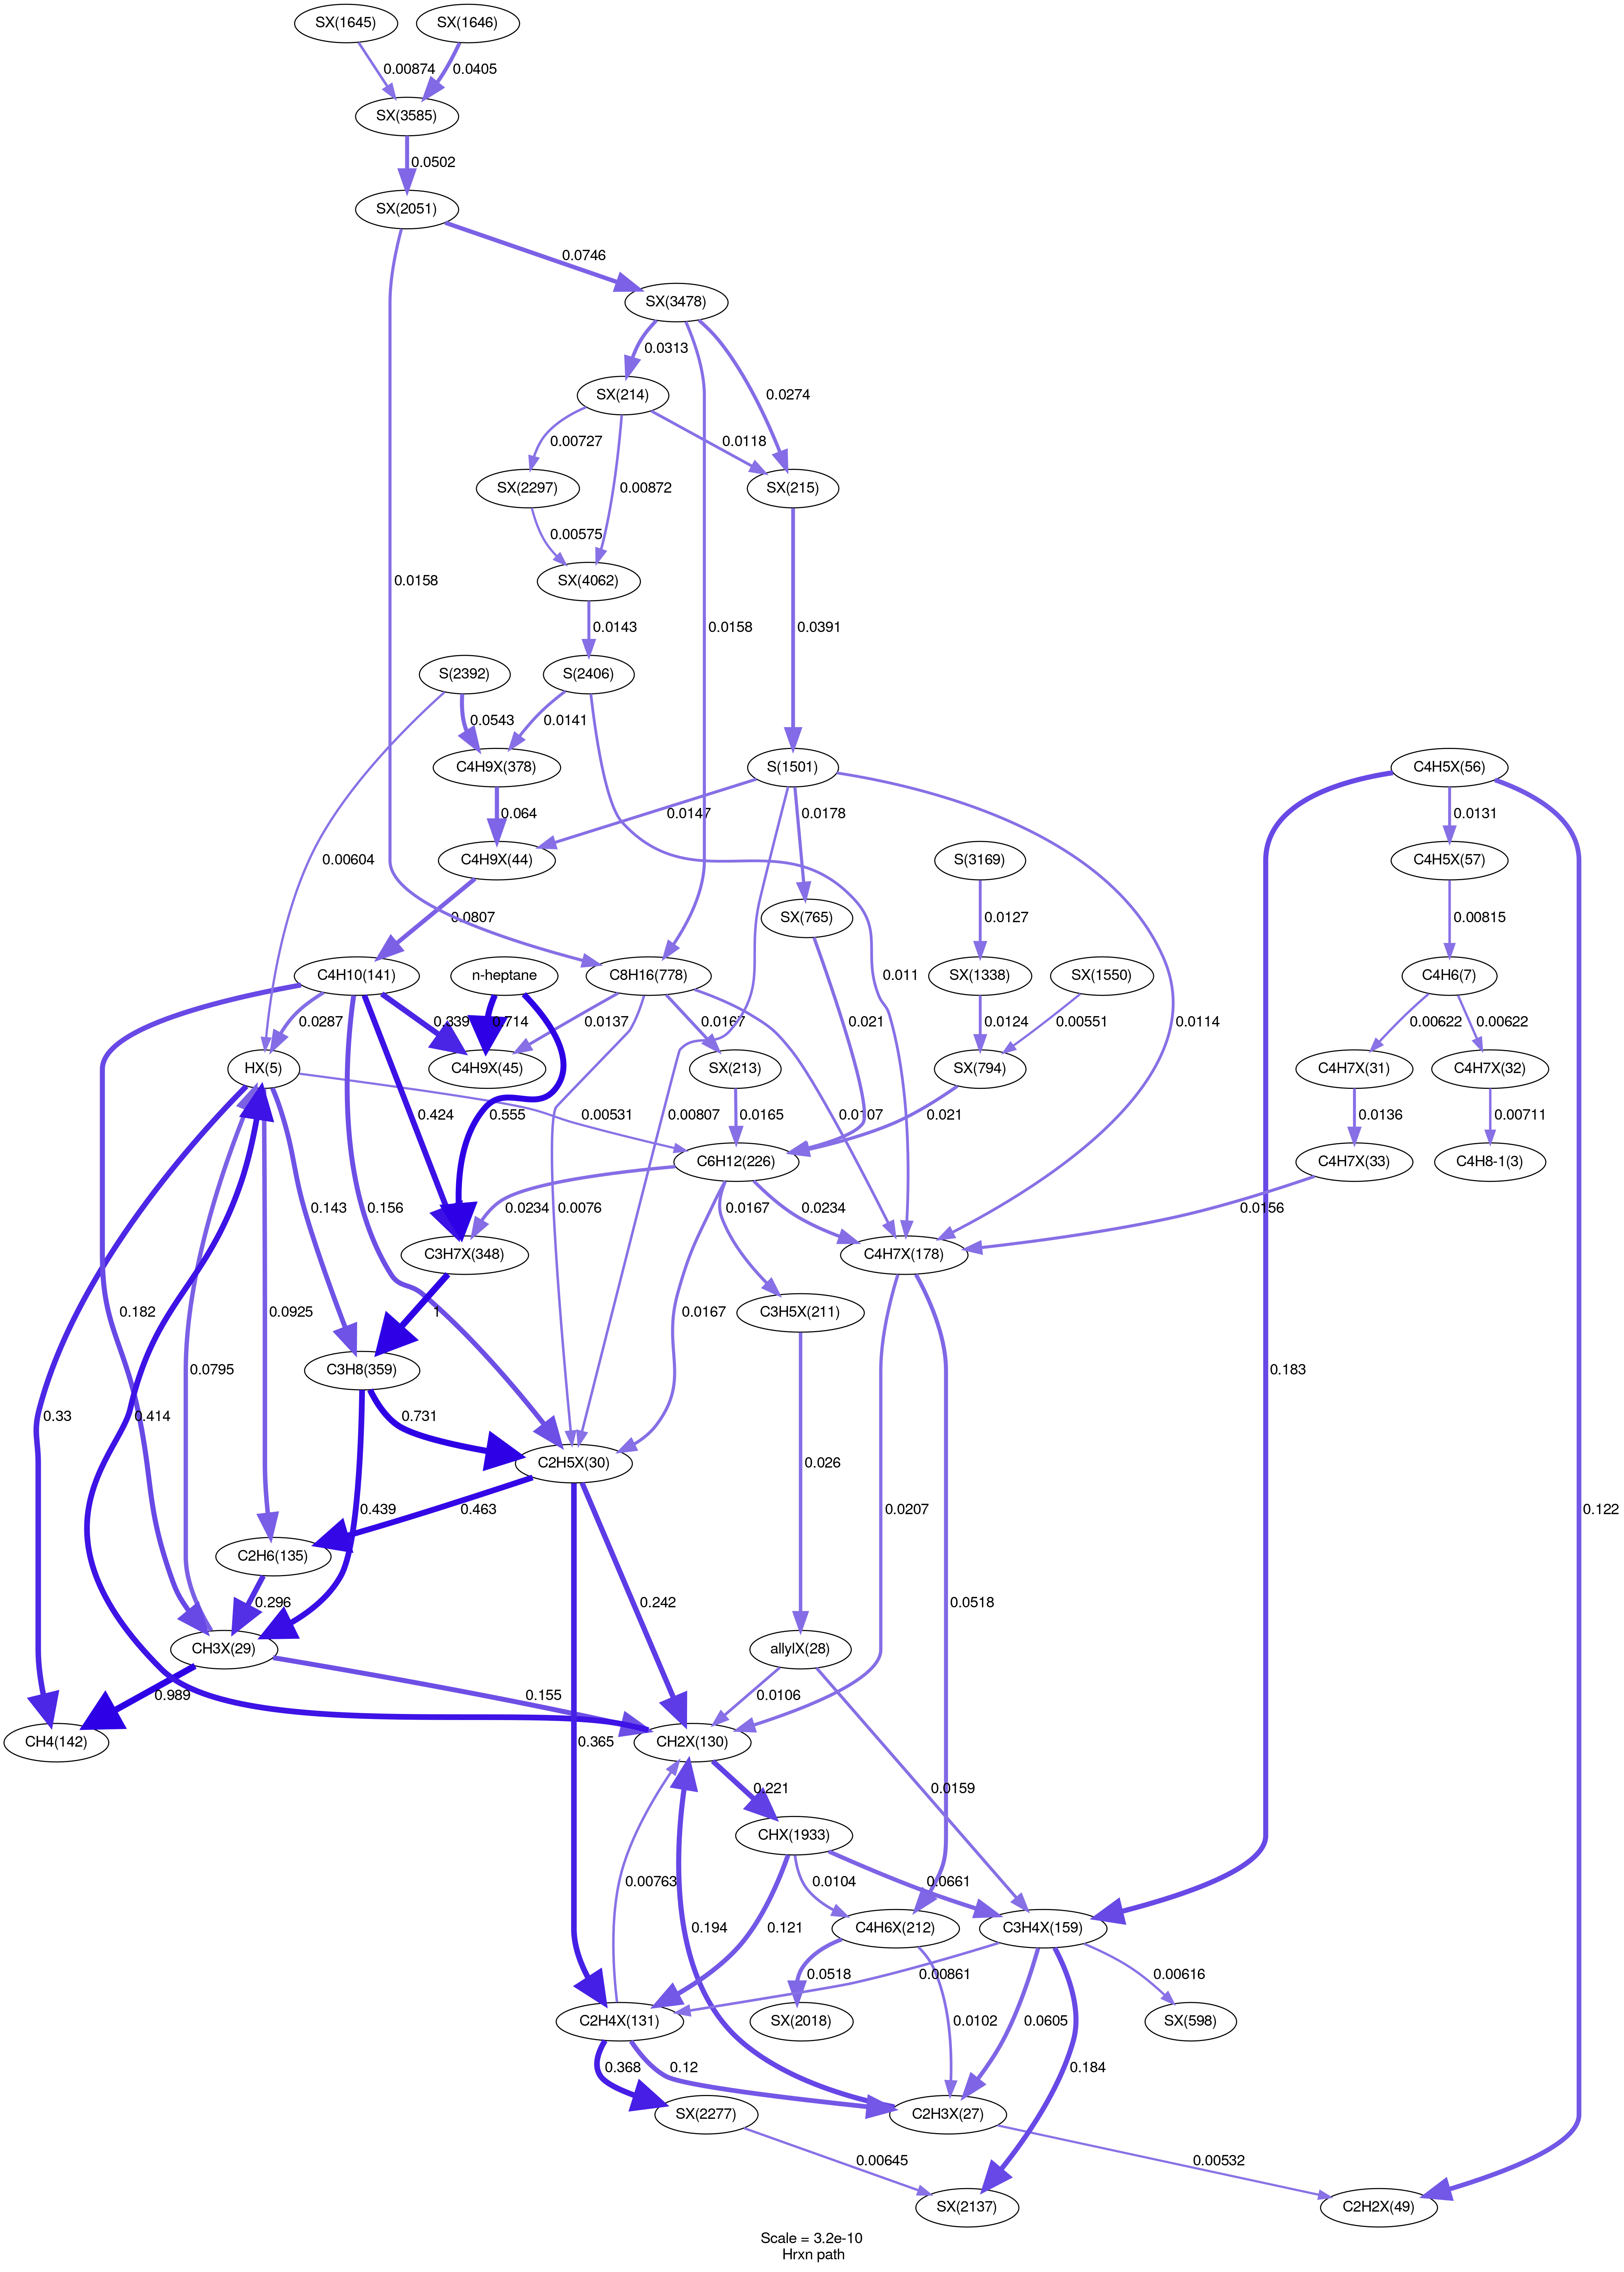 SX(1645)
SX(1646)
0.00874
0.0405
SX(3585)
0.0502
SX(2051)
0.0746
SX(3478)
0.0313
0.0274
SX(214)
0.00727
0.0118
SX(2297)
0.00872
SX(215)
0.00575
0.0158
SX(4062)
0.0143
0.0158
0.0391
S(2392)
S(2406)
0.0543
0.0141
C4H9X(378)
S(1501)
C4H5X(56)
0.064
0.0147
0.0178
0.0131
0.00604
C4H9X(44)
S(3169)
C4H5X(57)
0.0807
SX(765)
0.0127
0.00815
C4H10(141)
n-heptane
C8H16(778)
0.011
SX(1338)
SX(1550)
C4H6(7)
0.0287
0.339
0.714
0.0137
0.0167
0.021
0.0124
0.00551
0.0114
0.00622
0.00622
HX(5)
C4H9X(45)
SX(213)
SX(794)
C4H7X(31)
C4H7X(32)
0.424
0.555
0.00807
0.00531
0.0165
0.0107
0.021
0.0136
0.00711
C6H12(226)
C4H7X(33)
C4H8-1(3)
0.143
0.156
0.0234
0.0076
0.0167
0.0234
0.0156
C3H7X(348)
C4H7X(178)
0.182
0.0925
1
0.0167
C3H5X(211)
0.0795
C3H8(359)
0.183
0.33
0.414
0.731
0.026
C2H5X(30)
0.439
0.463
0.0207
0.0518
0.122
C2H6(135)
0.296
0.242
CH3X(29)
allylX(28)
0.989
0.155
0.0106
CH4(142)
0.365
CH2X(130)
0.221
0.0159
CHX(1933)
0.00763
0.0104
0.0661
0.194
0.121
C4H6X(212)
C3H4X(159)
0.0518
0.00861
0.00616
C2H4X(131)
SX(2018)
0.0102
0.0605
SX(598)
0.368
0.12
0.184
SX(2277)
C2H3X(27)
0.00645
0.00532
SX(2137)
C2H2X(49)
Scale = 3.2e-10
Hrxn path